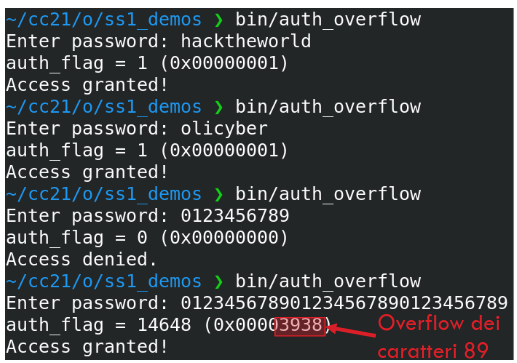 ~/cc21/o/ss1_demos ❯ bin/auth_overflow
Enter password: hacktheworld
auth_flag = 1 (0x00000001)
Access granted!
~/cc21/o/ss1_demos ❯ bin/auth_overflow
Enter password: olicyber
auth_flag = 1 (0x00000001)
Access granted!
~/cc21/o/ss1_demos ❯ bin/auth_overflow
Enter password: 0123456789
auth_flag = 0 (0x00000000)
Access denied.
~/cc21/o/ss1_demos ❯ bin/auth_overflow
Enter password: 012345678901234567890123456789
auth_flag = 14648 (0x00003938)
Access granted!
Overflow dei
caratteri 89